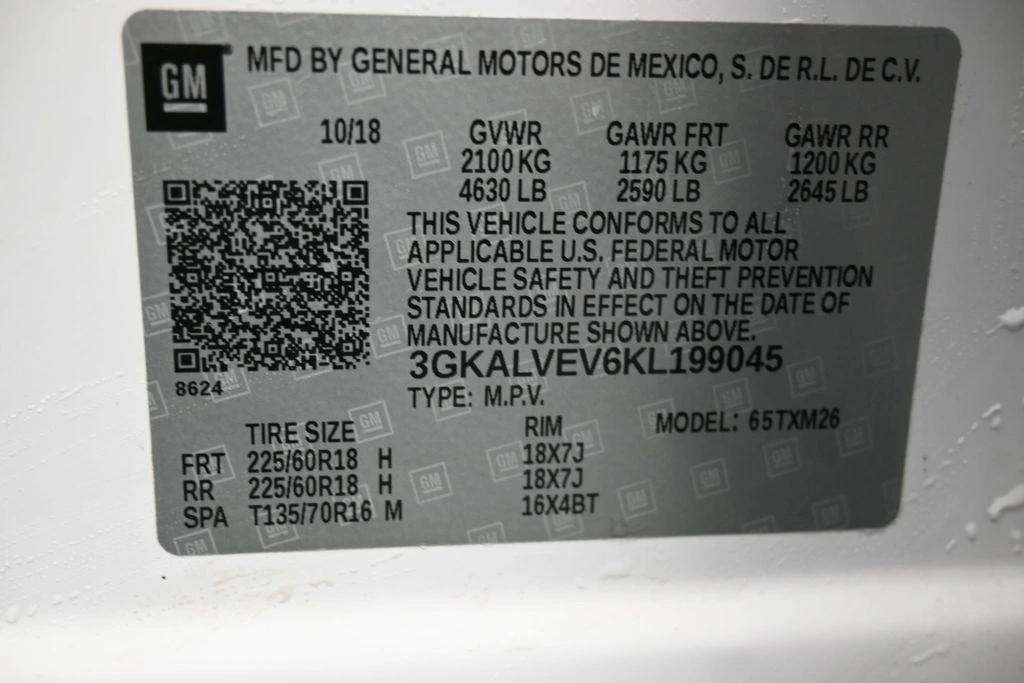 GM® MFD BY GENERAL MOTORS DE MEXICO, S. DE R.L. DE C.V.
10/18 GVWR GAWR FRT GAWR RR
2100 KG 1175 KG 1200 KG
4630 LB 2590 LB 2645 LB
THIS VEHICLE CONFORMS TO ALL
APPLICABLE U.S. FEDERAL MOTOR
VEHICLE SAFETY AND THEFT PREVENTION
STANDARDS IN EFFECT ON THE DATE OF
MANUFACTURE SHOWN ABOVE.
3GKALVEV6KL199045
8624
TYPE: M.P.V.
TIRE SIZE RIM MODEL: 65TXM26
FRT 225/60R18 H 18X7J
RR 225/60R18 H 18X7J
SPA T135/70R16 M 16X4BT